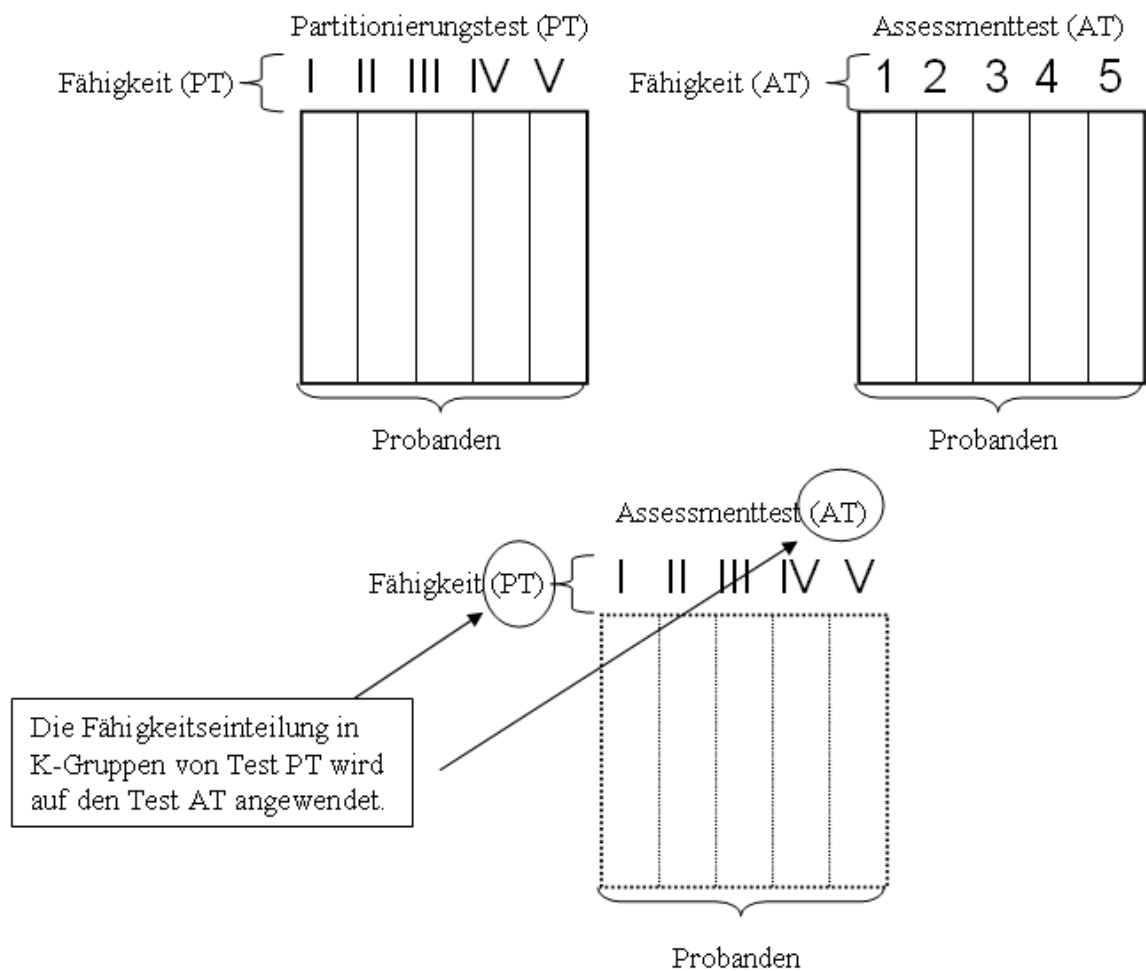 Partitionierungstest (PT)
Fähigkeit (PT) I II III IV V
Probanden
Assessmenttest (AT)
Fähigkeit (AT) 1 2 3 4 5
Probanden
Assessmenttest (AT)
Fähigkeit (PT) I II III IV V
Die Fähigkeitseinteilung in
K-Gruppen von Test PT wird
auf den Test AT angewendet.
Probanden